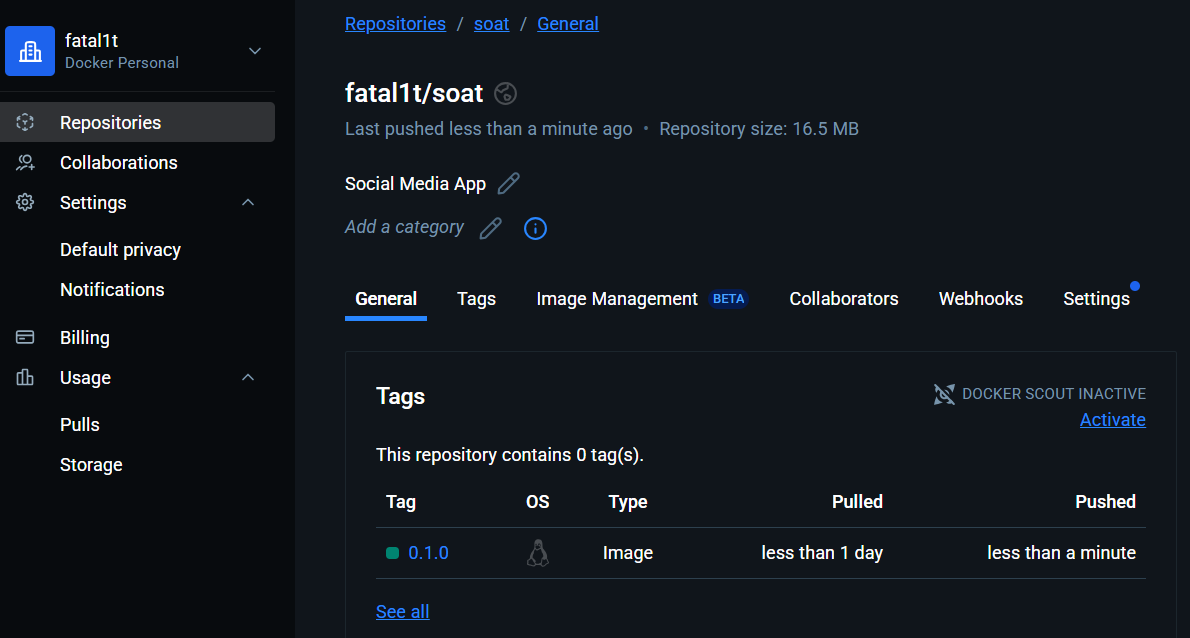 fatal1t
Docker Personal
Repositories
Collaborations
Settings
Default privacy
Notifications
Billing
Usage
Pulls
Storage
Repositories / soat / General
fatal1t/soat
Last pushed less than a minute ago • Repository size: 16.5 MB
Social Media App
Add a category
General Tags Image Management BETA Collaborators Webhooks Settings
Tags
DOCKER SCOUT INACTIVE
Activate
This repository contains 0 tag(s).
Tag OS Type Pulled Pushed
0.1.0 Image less than 1 day less than a minute
See all